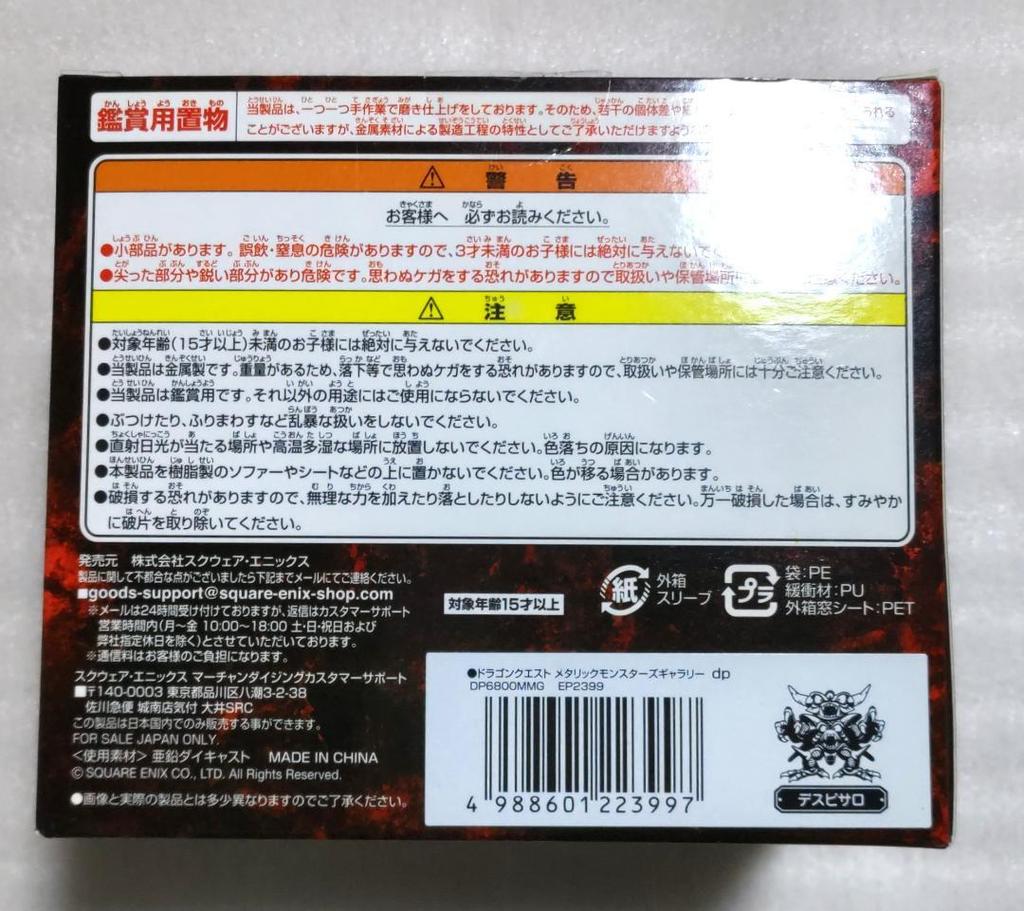 鑑賞用置物
当製品は、一つ一つ手作業で磨き仕上げをしております。そのため、若干の個体差や
ことがございますが、金属素材による製造工程の特性としてご了承いただけますよう
⚠ 警告
お客様へ 必ずお読みください。
●小部品があります。誤飲・窒息の危険がありますので、3才未満のお子様には絶対に与えないで
●尖った部分や鋭い部分があり危険です。思わぬケガをする恐れがありますので取扱いや保管場所 ください。
⚠ 注意
●対象年齢(15才以上)未満のお子様には絶対に与えないでください。
●当製品は金属製です。重量があるため、落下等で思わぬケガをする恐れがありますので、取扱いや保管場所には十分ご注意ください。
●当製品は鑑賞用です。それ以外の用途にはご使用にならないでください。
●ぶつけたり、ふりまわすなど乱暴な扱いをしないでください。
●直射日光が当たる場所や高温多湿な場所に放置しないでください。色落ちの原因になります。
●本製品を樹脂製のソファーやシートなどの上に置かないでください。色が移る場合があります。
●破損する恐れがありますので、無理な力を加えたり落としたりしないようにご注意ください。万一破損した場合は、すみやか
に破片を取り除いてください。
発売元 株式会社スクウェア・エニックス
製品に関して不都合な点がございましたら下記までメールにてご連絡ください。
■goods-support@square-enix-shop.com
※メールは24時間受け付けておりますが、返信はカスタマーサポート
営業時間内(月〜金 10:00〜18:00 土・日・祝日および
弊社指定休日を除く)とさせていただいております。
※通信料はお客様のご負担になります。
スクウェア・エニックス マーチャンダイジングカスタマーサポート
■〒140-0003 東京都品川区八潮3-2-38
佐川急便 城南店気付 大井SRC
この製品は日本国内でのみ販売する事ができます。
FOR SALE JAPAN ONLY.
<使用素材> 亜鉛ダイキャスト MADE IN CHINA
© SQUARE ENIX CO., LTD. All Rights Reserved.
●画像と実際の製品とは多少異なりますのでご了承ください。
対象年齢15才以上
紙
外箱
スリーブ
プラ
袋:PE
緩衝材:PU
外箱窓シート:PET
●ドラゴンクエスト メタリックモンスターズギャラリー dp
DP6800MMG EP2399
4 988601 223997
デスピサロ